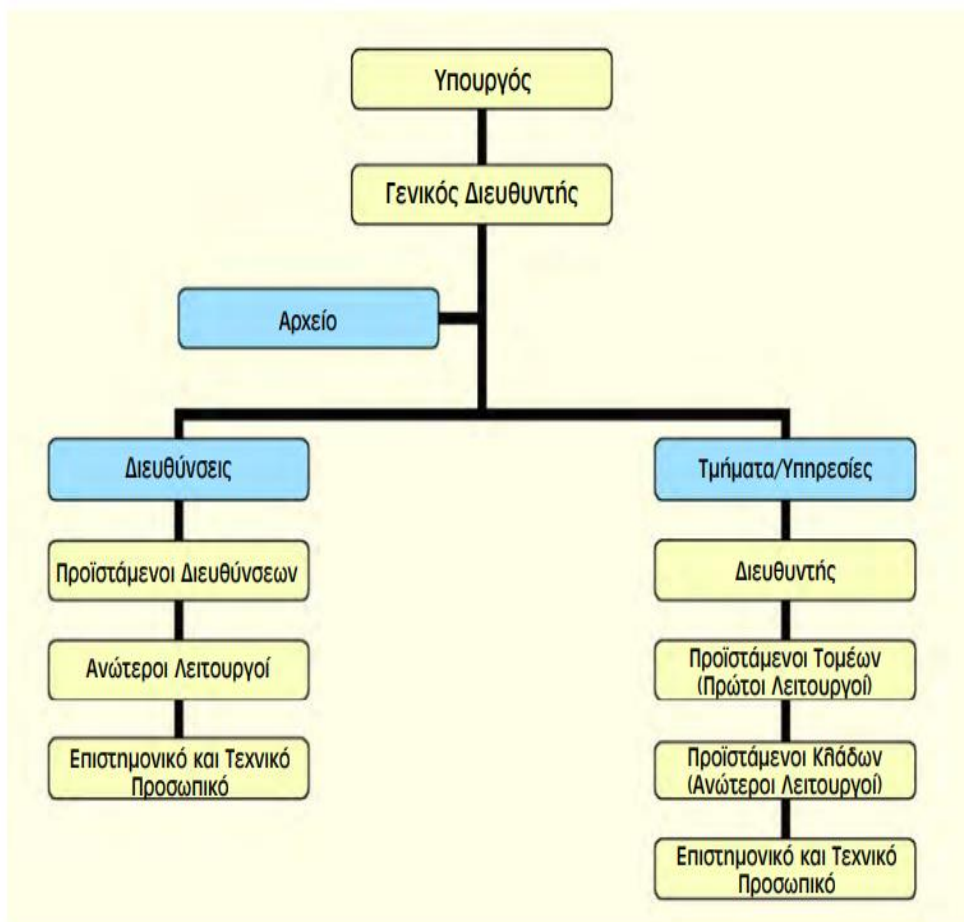 Υπουργός
Γενικός Διευθυντής
Αρχείο
Διευθύνσεις
Προϊστάμενοι Διευθύνσεων
Ανώτεροι Λειτουργοί
Επιστημονικό και Τεχνικό
Προσωπικό
Τμήματα/Υπηρεσίες
Διευθυντής
Προϊστάμενοι Τομέων
(Πρώτοι Λειτουργοί)
Προϊστάμενοι Κλάδων
(Ανώτεροι Λειτουργοί)
Επιστημονικό και Τεχνικό
Προσωπικό